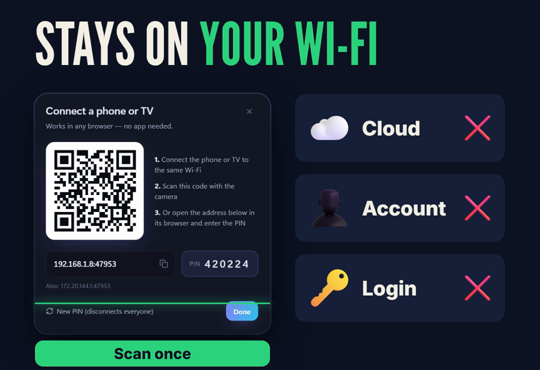 STAYS ON YOUR WI-FI
Connect a phone or TV
Works in any browser — no app needed.
1. Connect the phone or TV to
the same Wi-Fi
2. Scan this code with the
camera
3. Or open the address below in
its browser and enter the PIN
192.168.1.8:47953
PIN 420224
Also: 172.20.144.1:47953
New PIN (disconnects everyone)
Done
Scan once
Cloud
Account
Login